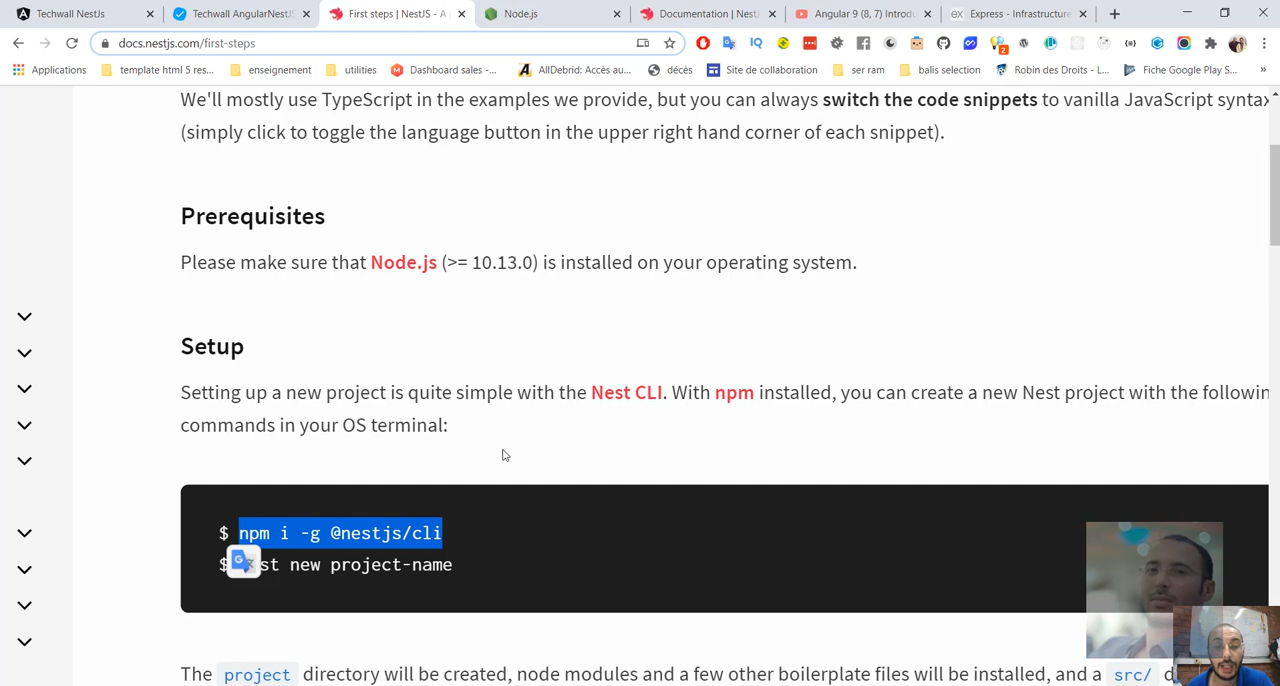 Techwall NestJs
Techwall AngularNestJS
First steps | NestJS - A p
Node.js
Documentation | Nest
Angular 9 (8, 7) Introdu
Express - Infrastructure
docs.nestjs.com/first-steps
IQ
2
Applications
template html 5 res...
enseignement
utilities
Dashboard sales -...
AllDebrid: Accès au...
décès
Site de collaboration
ser ram
balis selection
Robin des Droits - L...
Fiche Google Play S...
»
We'll mostly use TypeScript in the examples we provide, but you can always switch the code snippets to vanilla JavaScript syntax
(simply click to toggle the language button in the upper right hand corner of each snippet).
Prerequisites
Please make sure that Node.js (>= 10.13.0) is installed on your operating system.
Setup
Setting up a new project is quite simple with the Nest CLI. With npm installed, you can create a new Nest project with the followin
commands in your OS terminal:
$ npm i -g @nestjs/cli
$ st new project-name
The project directory will be created, node modules and a few other boilerplate files will be installed, and a src/ d